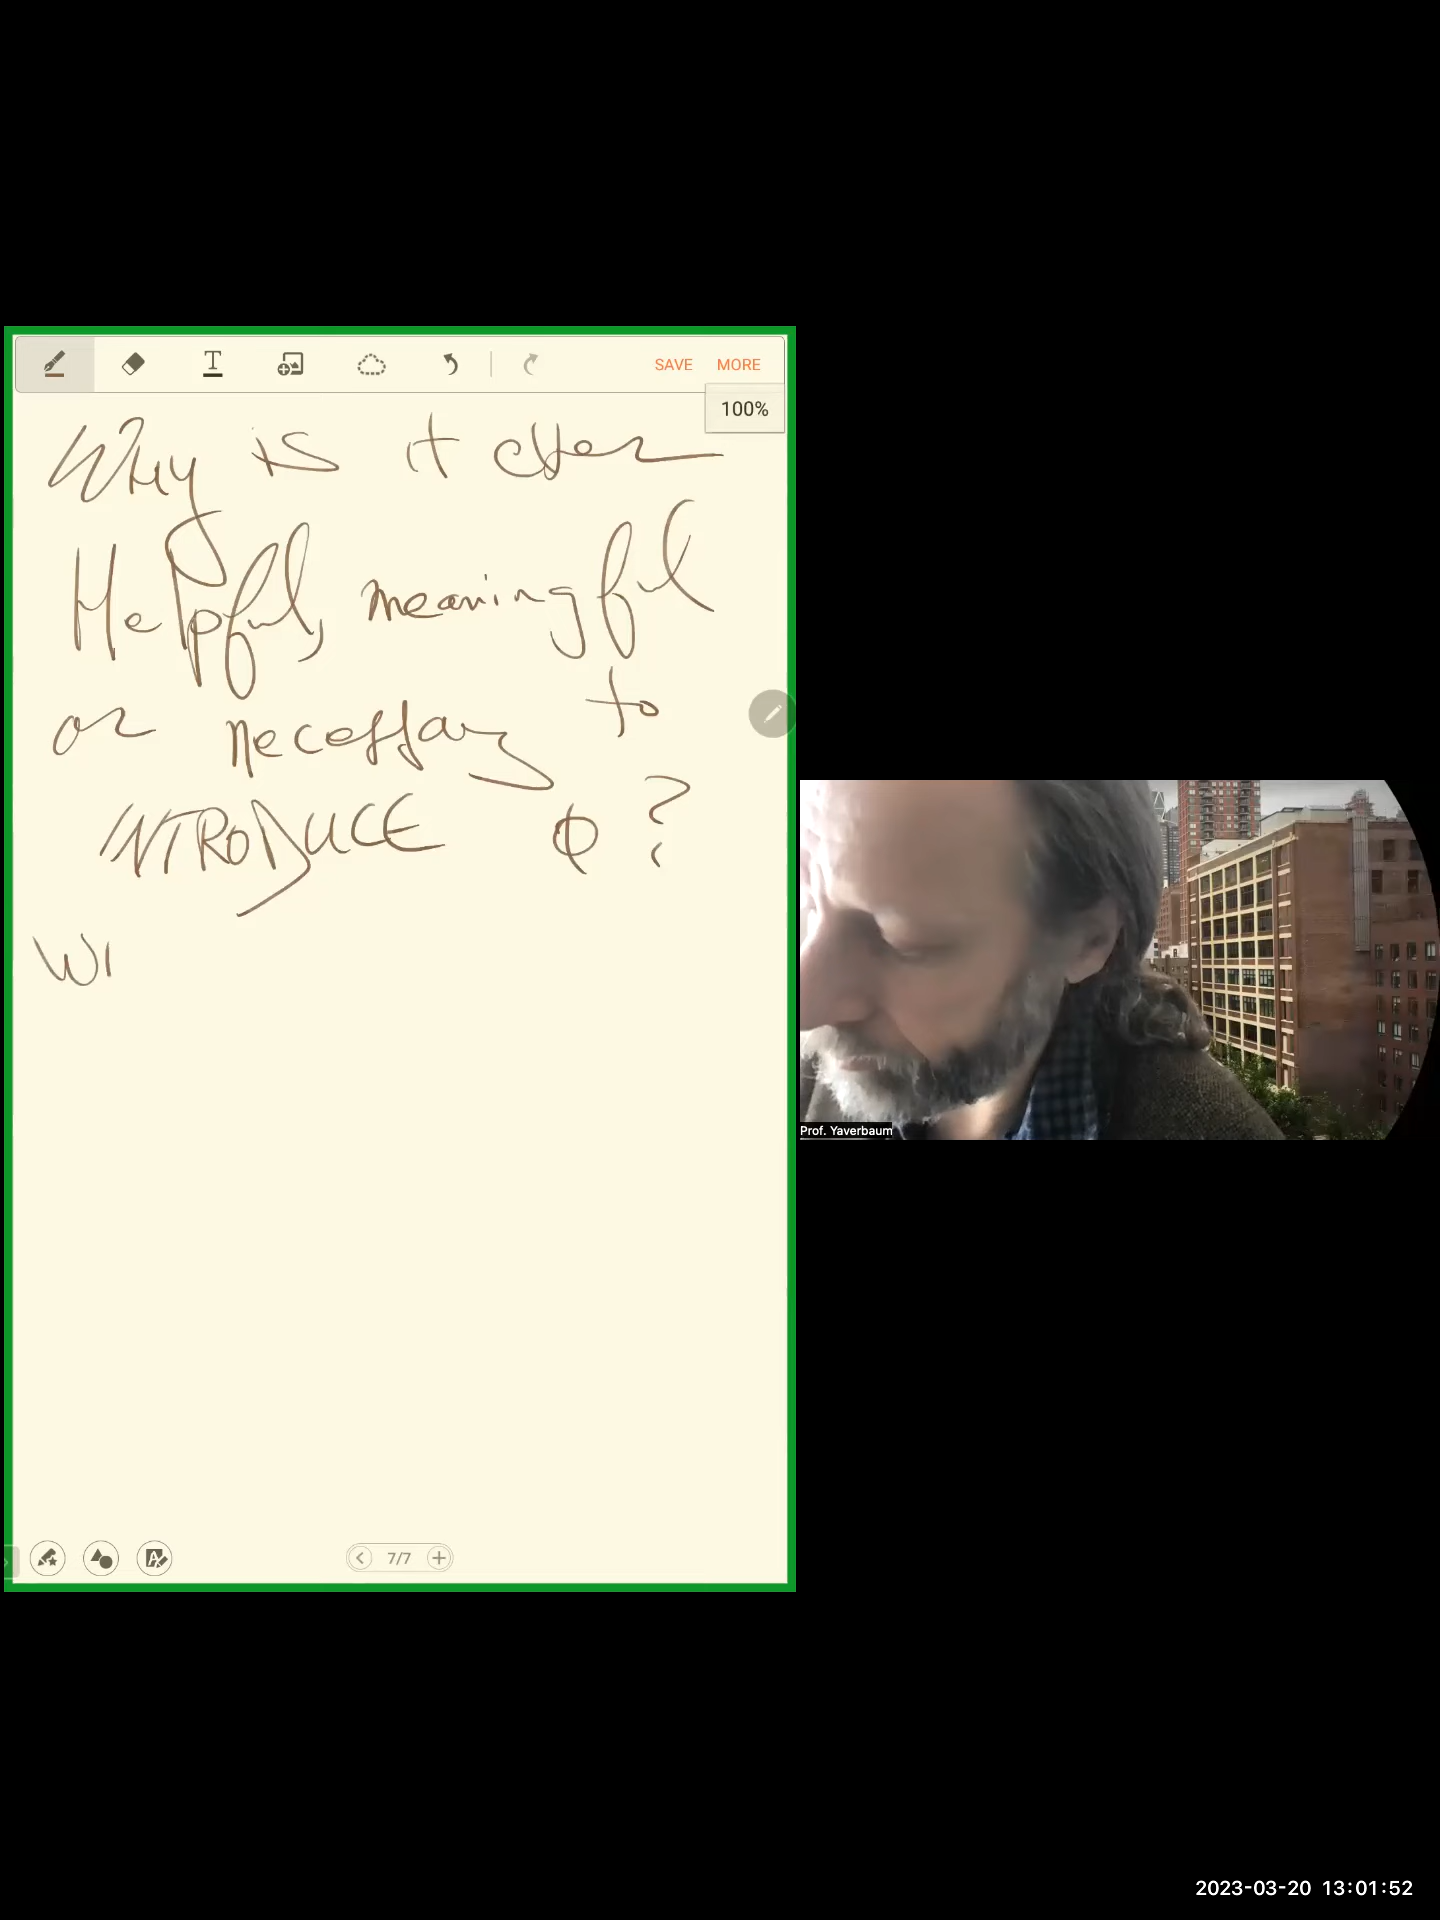 SAVE MORE
100%
Why is it ever
Helpful, meaningful
or necessary to
INTRODUCE Φ ?
WI
7/7
Prof. Yaverbaum
2023-03-20 13:01:52